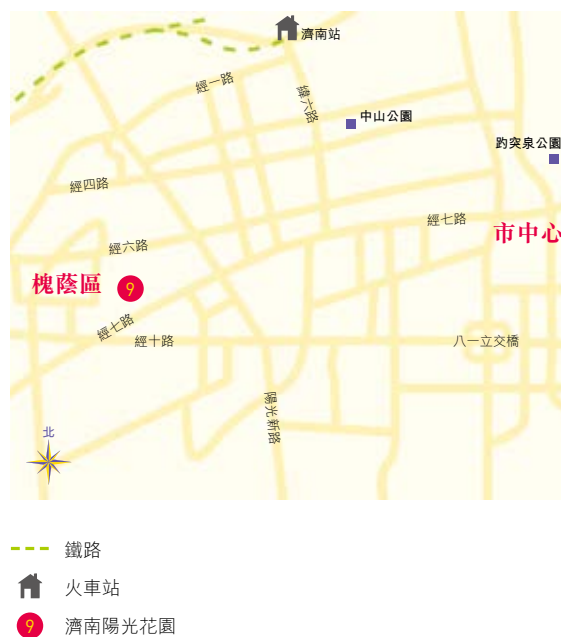 濟南站
經一路
緯六路
中山公園
趵突泉公園
經四路
經七路
市中心
經六路
槐蔭區
9
經七路
經十路
八一立交橋
陽光新路
北
鐵路
火車站
9
濟南陽光花園